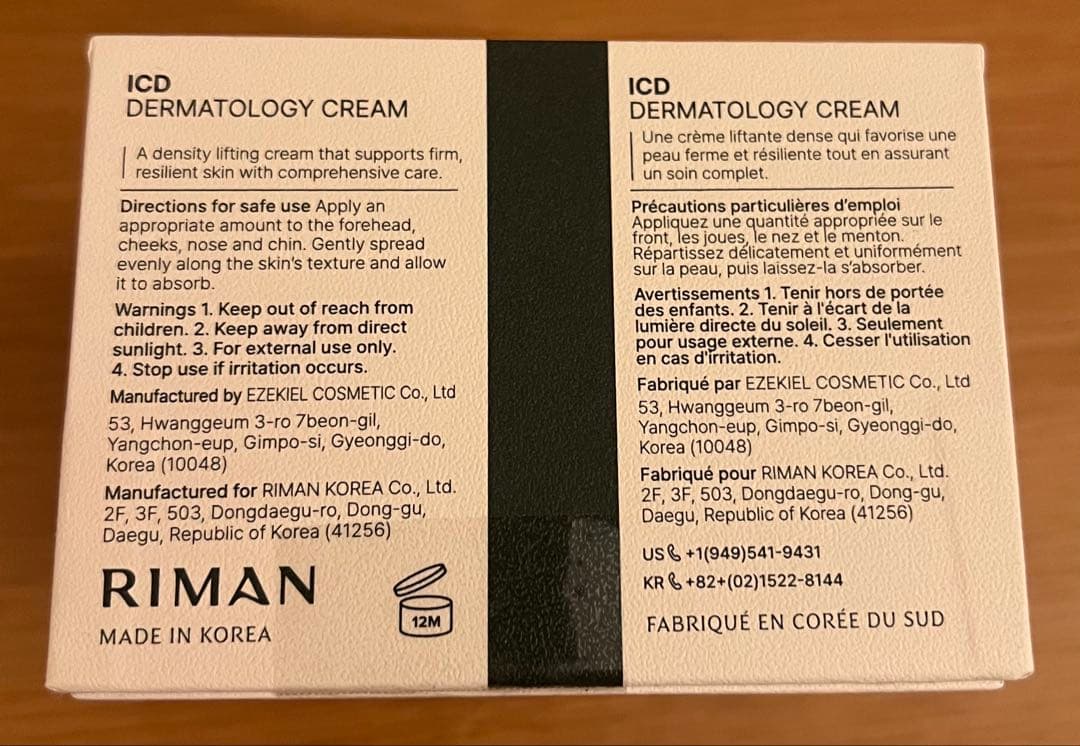 ICD
DERMATOLOGY CREAM
A density lifting cream that supports firm,
resilient skin with comprehensive care.
Directions for safe use Apply an
appropriate amount to the forehead,
cheeks, nose and chin. Gently spread
evenly along the skin's texture and allow
it to absorb.
Warnings 1. Keep out of reach from
children. 2. Keep away from direct
sunlight. 3. For external use only.
4. Stop use if irritation occurs.
Manufactured by EZEKIEL COSMETIC Co., Ltd
53, Hwanggeum 3-ro 7beon-gil,
Yangchon-eup, Gimpo-si, Gyeonggi-do,
Korea (10048)
Manufactured for RIMAN KOREA Co., Ltd.
2F, 3F, 503, Dongdaegu-ro, Dong-gu,
Daegu, Republic of Korea (41256)
RIMAN
12M
MADE IN KOREA
ICD
DERMATOLOGY CREAM
Une crème liftante dense qui favorise une
peau ferme et résiliente tout en assurant
un soin complet.
Précautions particulières d'emploi
Appliquez une quantité appropriée sur le
front, les joues, le nez et le menton.
Répartissez délicatement et uniformément
sur la peau, puis laissez-la s'absorber.
Avertissements 1. Tenir hors de portée
des enfants. 2. Tenir à l'écart de la
lumière directe du soleil. 3. Seulement
pour usage externe. 4. Cesser l'utilisation
en cas d'irritation.
Fabriqué par EZEKIEL COSMETIC Co., Ltd
53, Hwanggeum 3-ro 7beon-gil,
Yangchon-eup, Gimpo-si, Gyeonggi-do,
Korea (10048)
Fabriqué pour RIMAN KOREA Co., Ltd.
2F, 3F, 503, Dongdaegu-ro, Dong-gu,
Daegu, Republic of Korea (41256)
US +1(949)541-9431
KR +82+(02)1522-8144
FABRIQUÉ EN CORÉE DU SUD